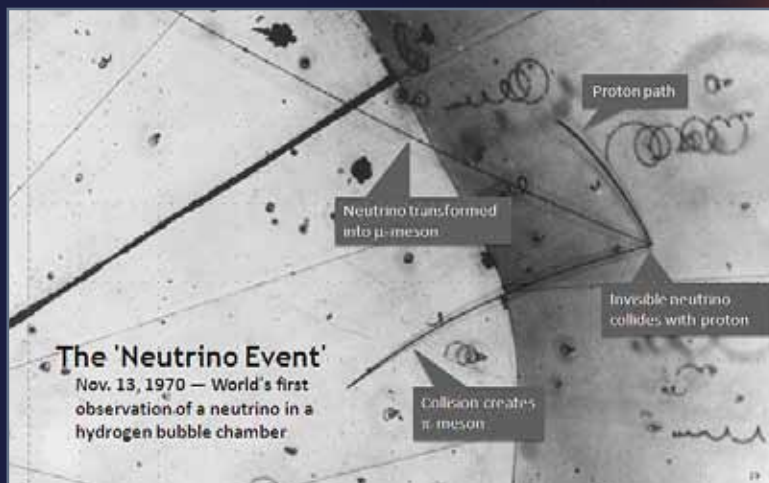 Proton path
Neutrino transformed
into μ-meson
Invisible neutrino
collides with proton
The 'Neutrino Event'
Nov. 13, 1970 — World's first
observation of a neutrino in a
hydrogen bubble chamber
Collision creates
π-meson